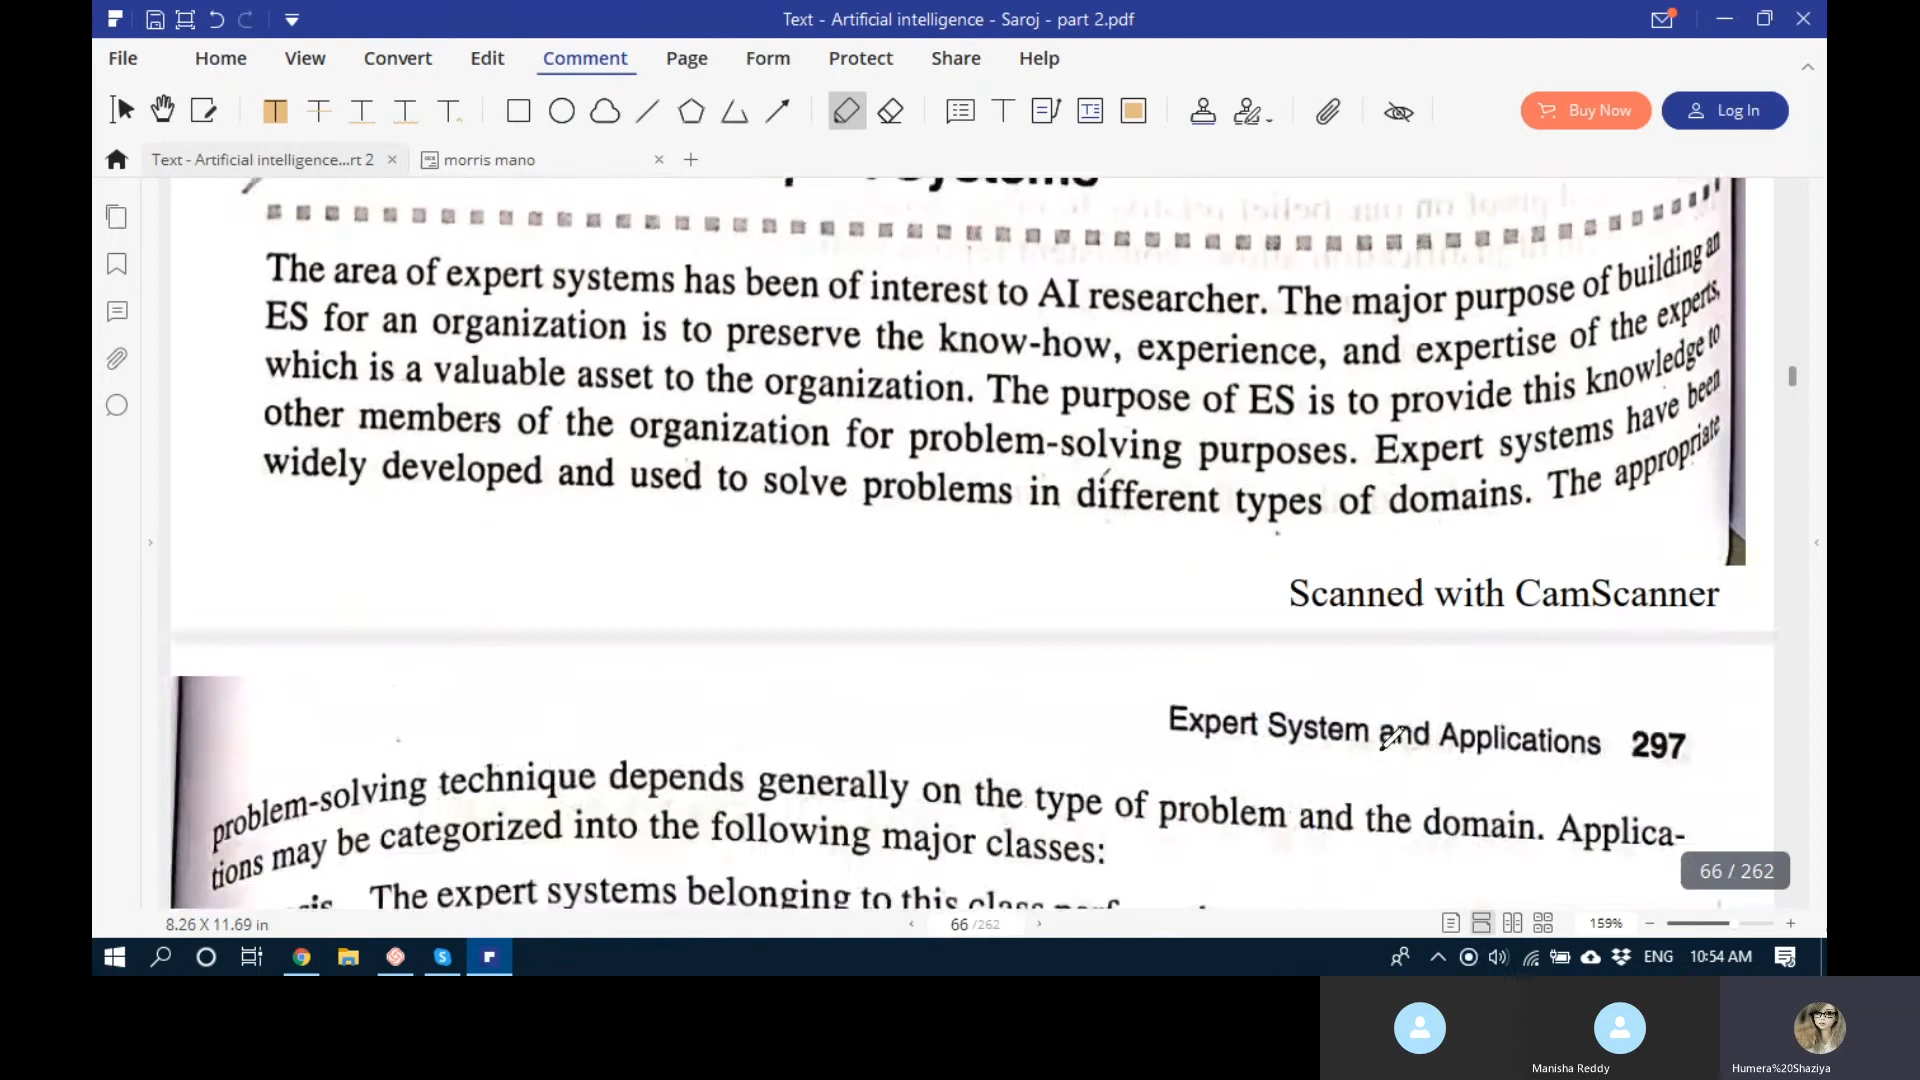 Text - Artificial intelligence - Saroj - part 2.pdf
File Home View Convert Edit Comment Page Form Protect Share Help
Buy Now Log In
Text - Artificial intelligence...rt 2 morris mano
The area of expert systems has been of interest to AI researcher. The major purpose of building an
ES for an organization is to preserve the know-how, experience, and expertise of the experts,
which is a valuable asset to the organization. The purpose of ES is to provide this knowledge to
other members of the organization for problem-solving purposes. Expert systems have been
widely developed and used to solve problems in different types of domains. The appropriate
Scanned with CamScanner
Expert System and Applications 297
problem-solving technique depends generally on the type of problem and the domain. Applica-
tions may be categorized into the following major classes:
The expert systems belonging to this class
66 / 262
8.26 X 11.69 in 66 /262 159%
ENG 10:54 AM
Manisha Reddy Humera%20Shaziya